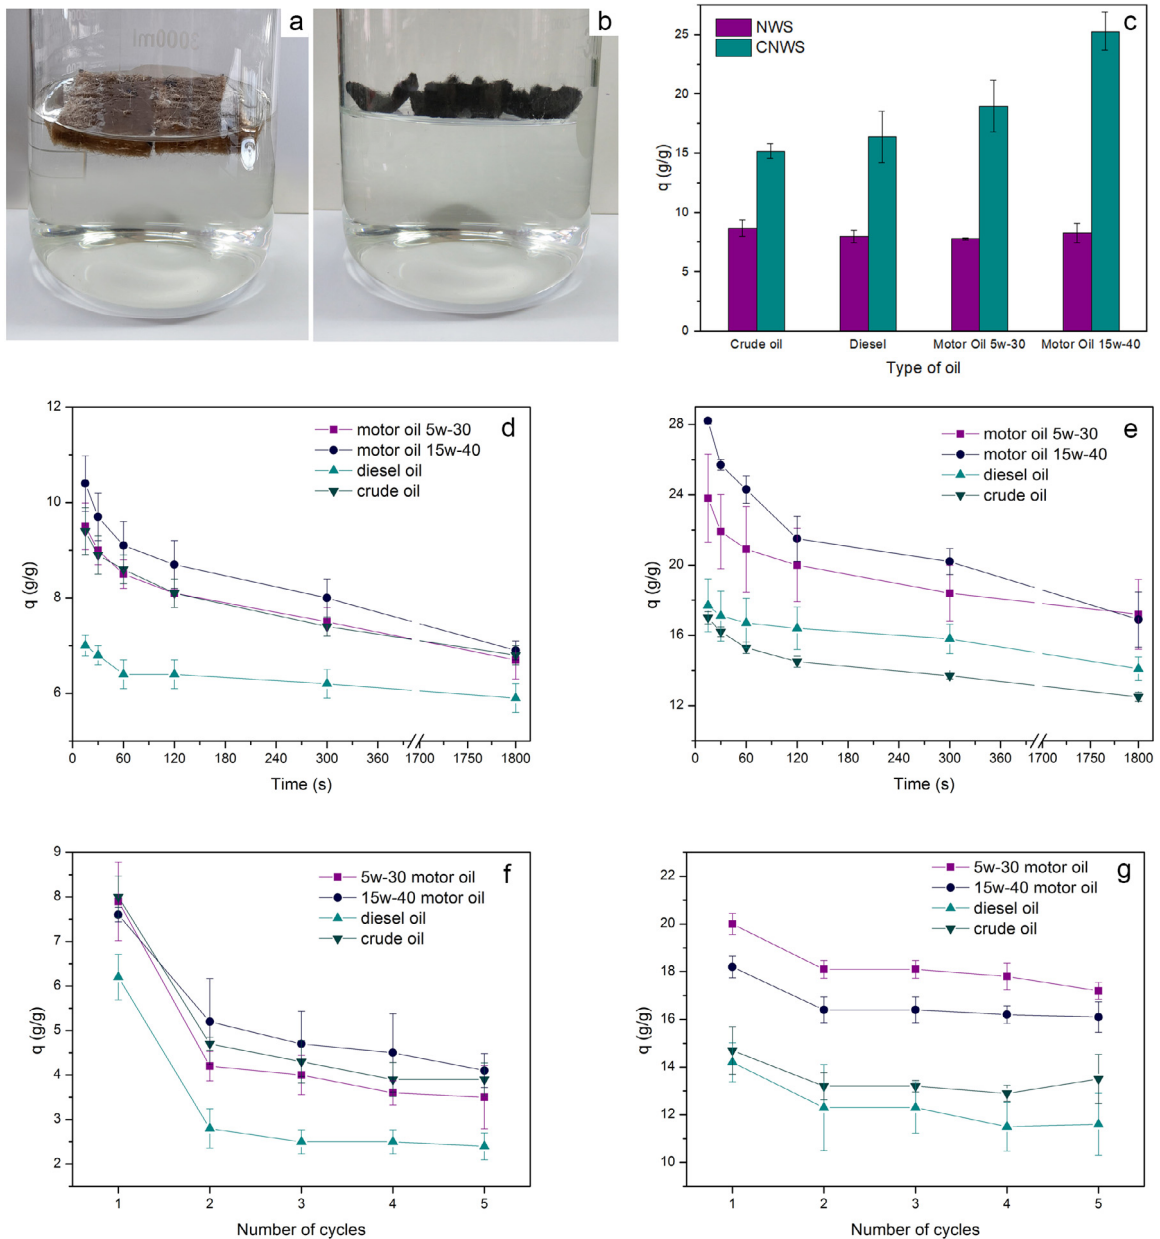 a
3000ml
b
c
NWS
CNWS
25
20
15
10
5
0
q (g/g)
Crude oil
Diesel
Motor Oil 5w-30
Motor Oil 15w-40
Type of oil
d
motor oil 5w-30
motor oil 15w-40
diesel oil
crude oil
12
10
8
6
q (g/g)
0 60 120 180 240 300 360 1700 1800
Time (s)
e
motor oil 5w-30
motor oil 15w-40
diesel oil
crude oil
28
24
20
16
12
q (g/g)
0 60 120 180 240 300 360 1700 1800
Time (s)
f
5w-30 motor oil
15w-40 motor oil
diesel oil
crude oil
9
8
7
6
5
4
3
2
q (g/g)
1 2 3 4 5
Number of cycles
g
5w-30 motor oil
15w-40 motor oil
diesel oil
crude oil
22
20
18
16
14
12
10
q (g/g)
1 2 3 4 5
Number of cycles